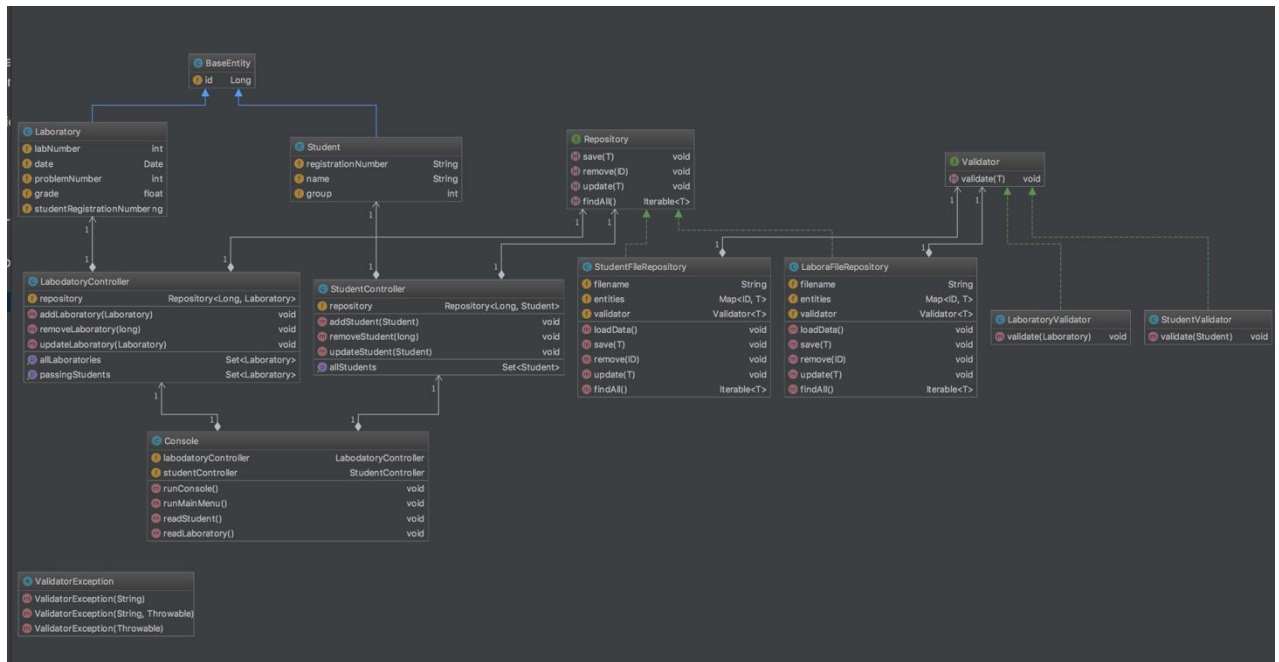 BaseEntity
id Long
Laboratory
labNumber int
date Date
problemNumber int
grade float
studentRegistrationNumber ng
Student
registrationNumber String
name String
group int
Repository
save(T) void
remove(ID) void
update(T) void
findAll() Iterable<T>
Validator
validate(T) void
1
1
1
1
1
1
LabodatoryController
repository Repository<Long, Laboratory>
addLaboratory(Laboratory) void
removeLaboratory(long) void
updateLaboratory(Laboratory) void
allLaboratories Set<Laboratory>
passingStudents Set<Laboratory>
1
1
StudentController
repository Repository<Long, Student>
addStudent(Student) void
removeStudent(long) void
updateStudent(Student) void
allStudents Set<Student>
1
1
StudentFileRepository
filename String
entities Map<ID, T>
validator Validator<T>
loadData() void
save(T) void
remove(ID) void
update(T) void
findAll() Iterable<T>
1
1
LaboraFileRepository
filename String
entities Map<ID, T>
validator Validator<T>
loadData() void
save(T) void
remove(ID) void
update(T) void
findAll() Iterable<T>
LaboratoryValidator
validate(Laboratory) void
StudentValidator
validate(Student) void
1
1
1
1
Console
labodatoryController LabodatoryController
studentController StudentController
runConsole() void
runMainMenu() void
readStudent() void
readLaboratory() void
ValidatorException
ValidatorException(String)
ValidatorException(String, Throwable)
ValidatorException(Throwable)